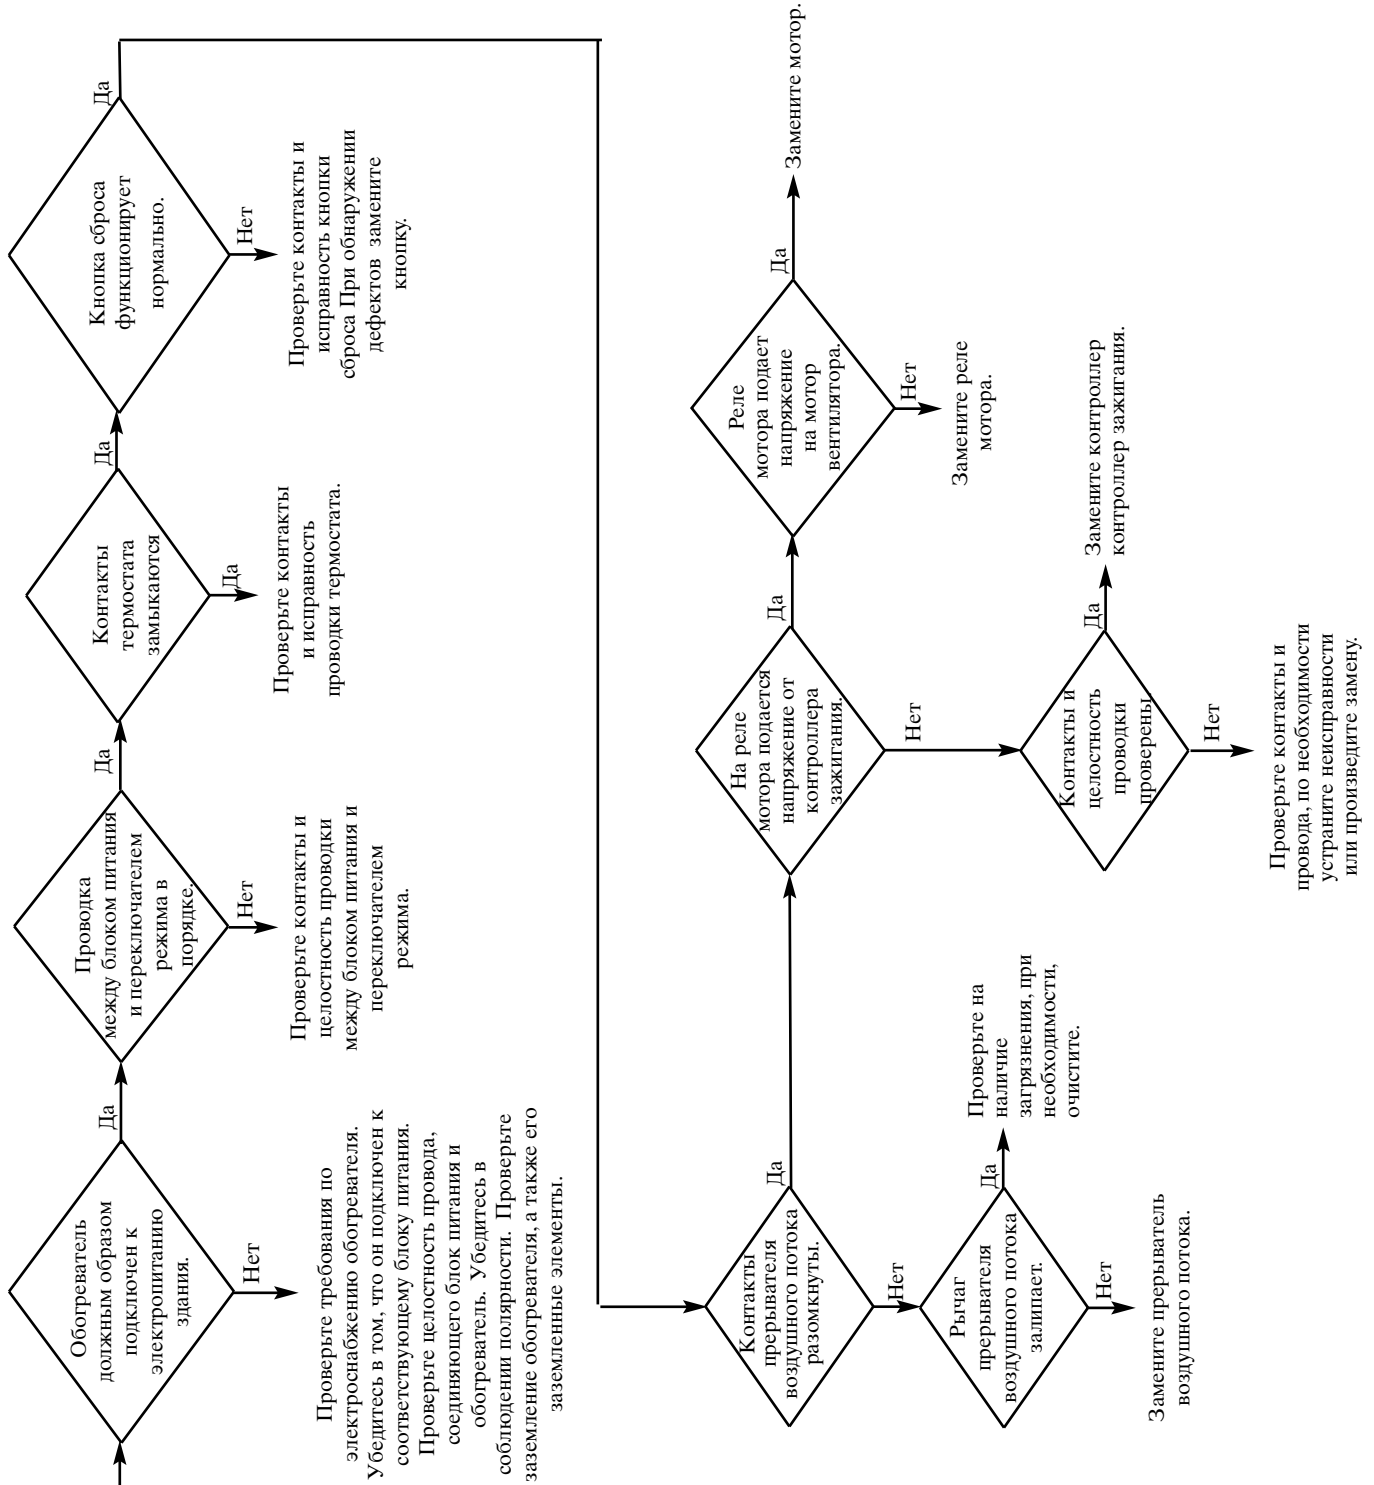 Обогреватель
должным образом
подключен к
электропитанию
здания.
Да
Нет
Проверьте требования по
электроснабжению обогревателя.
Убедитесь в том, что он подключен к
соответствующему блоку питания.
Проверьте целостность провода,
соединяющего блок питания и
обогреватель. Убедитесь в
соблюдении полярности. Проверьте
заземление обогревателя, а также его
заземленные элементы.
Проводка
между блоком питания
и переключателем
режима в
порядке.
Да
Нет
Проверьте контакты и
целостность проводки
между блоком питания и
переключателем
режима.
Контакты
термостата
замыкаются
Да
Да
Проверьте контакты
и исправность
проводки термостата.
Кнопка сброса
функционирует
нормально.
Да
Нет
Проверьте контакты и
исправность кнопки
сброса При обнаружении
дефектов замените
кнопку.
Контакты
прерывателя
воздушного потока
разомкнуты.
Да
Нет
Рычаг
прерывателя
воздушного потока
залипает.
Да
Проверьте на
наличие
загрязнения, при
необходимости,
очистите.
Нет
Замените прерыватель
воздушного потока.
На реле
мотора подается
напряжение от
контроллера
зажигания.
Да
Нет
Контакты и
целостность
проводки
проверены
Да
Замените контроллер
контроллер зажигания.
Нет
Проверьте контакты и
провода, по необходимости
устраните неисправности
или произведите замену.
Реле
мотора подает
напряжение
на мотор
вентилятора.
Да
Замените мотор.
Нет
Замените реле
мотора.